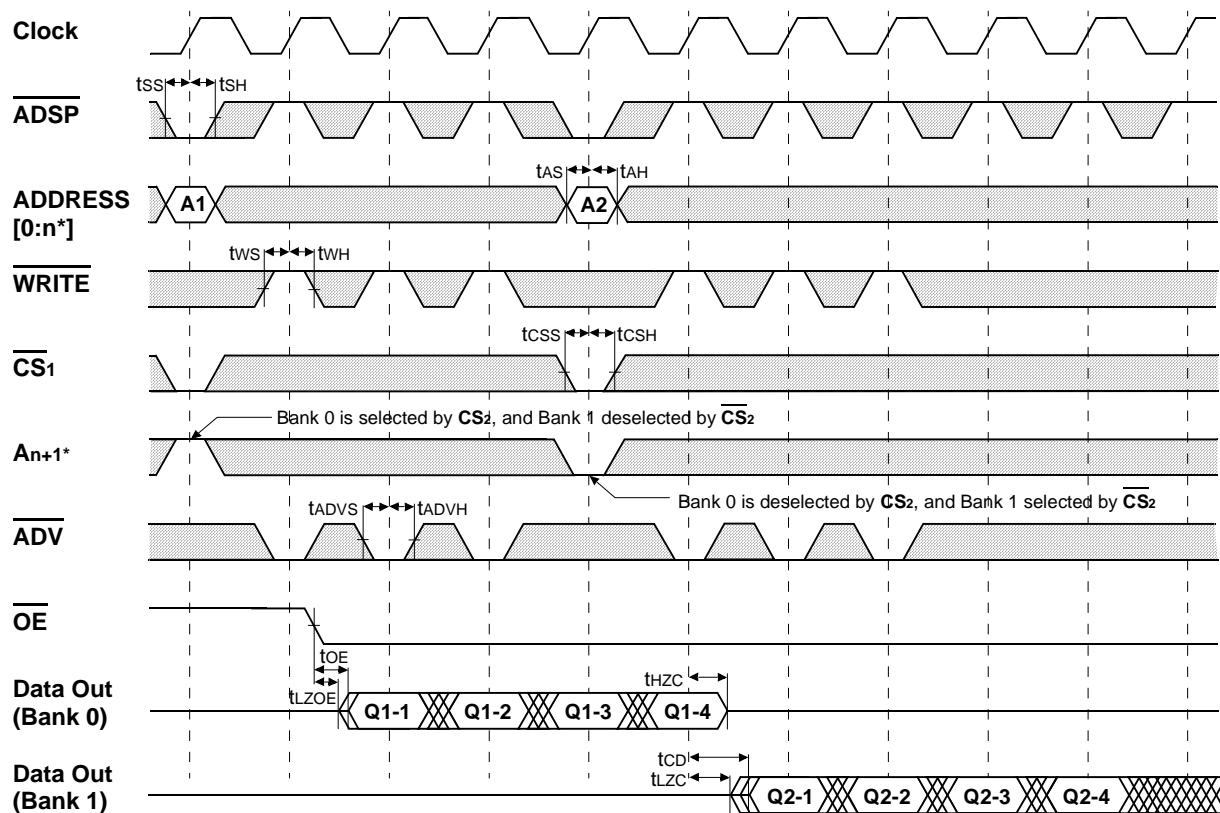 Clock
tSS tSH
ADSP
tAS tAH
ADDRESS
[0:n*]
A1 A2
tWS tWH
WRITE
tCSS tCSH
CS1
Bank 0 is selected by CS2, and Bank 1 deselected by CS2
An+1*
Bank 0 is deselected by CS2, and Bank 1 selected by CS2
tADVS tADVH
ADV
OE
tOE
tHZC
tLZOE
Data Out
(Bank 0)
Q1-1 Q1-2 Q1-3 Q1-4
tCD
tLZC
Data Out
(Bank 1)
Q2-1 Q2-2 Q2-3 Q2-4